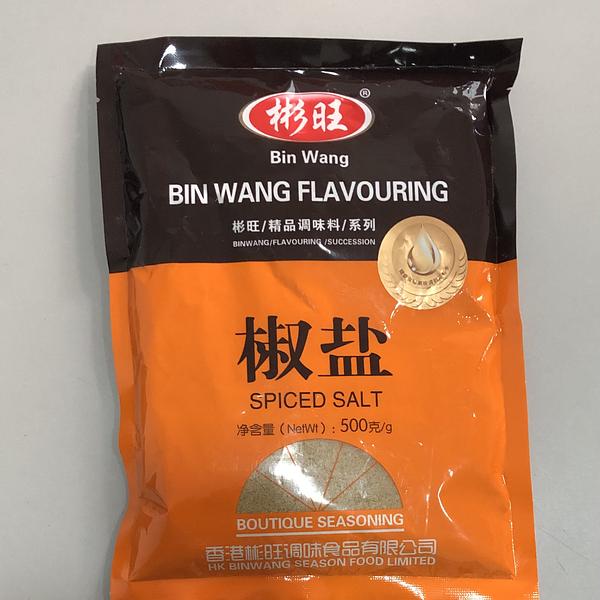 彬旺®
Bin Wang
BIN WANG FLAVOURING
彬旺/精品调味料/系列
BINWANG/FLAVOURING /SUCCESSION
椒盐
SPICED SALT
净含量（NetWt）: 500克/g
BOUTIQUE SEASONING
香港彬旺调味食品有限公司
HK BINWANG SEASON FOOD LIMITED